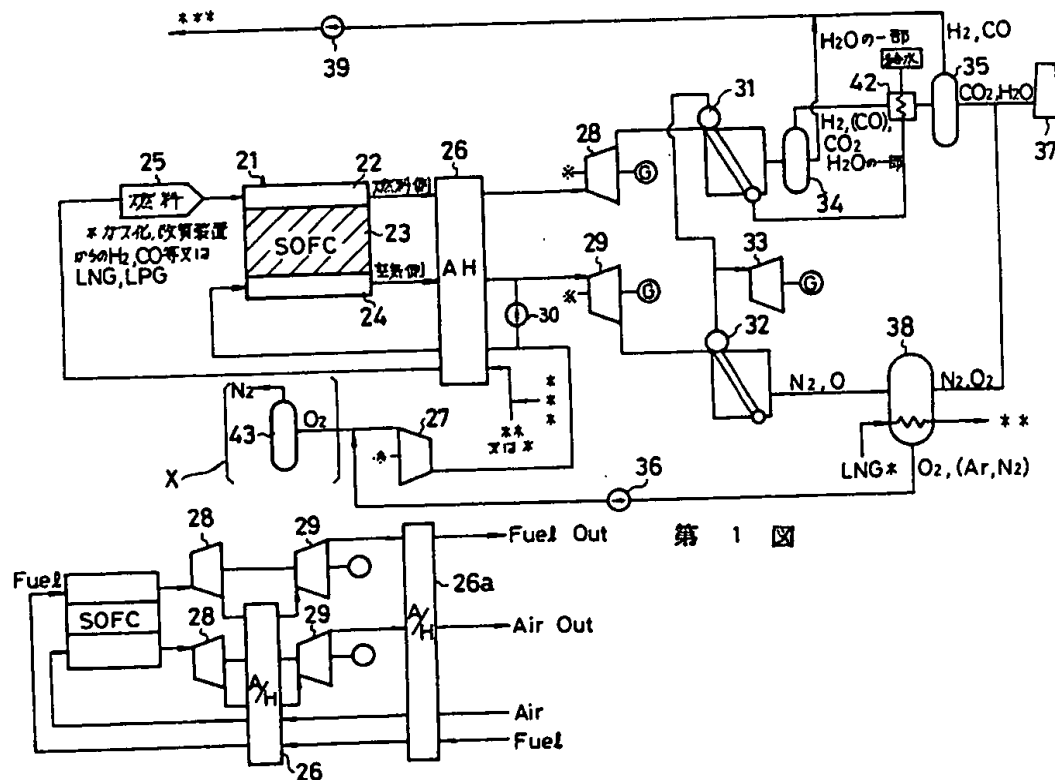 ***
39
H2Oの一部
給水
H2, CO
35
42
CO2, H2O
37
31
H2, (CO),
CO2
H2Oの一部
34
28
※
G
25
燃料
21
22
燃料側
26
23
SOFC
AH
*ガス化,改質装置
からのH2,CO等又は
LNG, LPG
空気側
24
29
※
G
33
G
30
32
38
N2, O
N2, O2
N2
O2
43
X
27
**
又は*
*
*
*
LNG*
**
O2, (Ar, N2)
36
第 1 図
28
29
Fuel Out
26a
Fuel
SOFC
28
29
A/H
Air Out
A/H
Air
Fuel
26